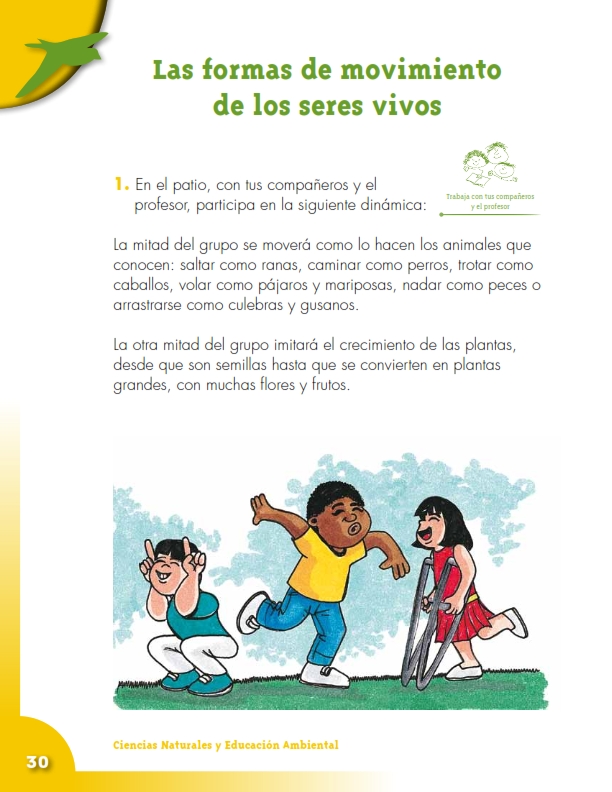 Las formas de movimiento
de los seres vivos
1. En el patio, con tus compañeros y el
profesor, participa en la siguiente dinámica:
Trabaja con tus compañeros
y el profesor
La mitad del grupo se moverá como lo hacen los animales que
conocen: saltar como ranas, caminar como perros, trotar como
caballos, volar como pájaros y mariposas, nadar como peces o
arrastrarse como culebras y gusanos.
La otra mitad del grupo imitará el crecimiento de las plantas,
desde que son semillas hasta que se convierten en plantas
grandes, con muchas flores y frutos.
Ciencias Naturales y Educación Ambiental
30